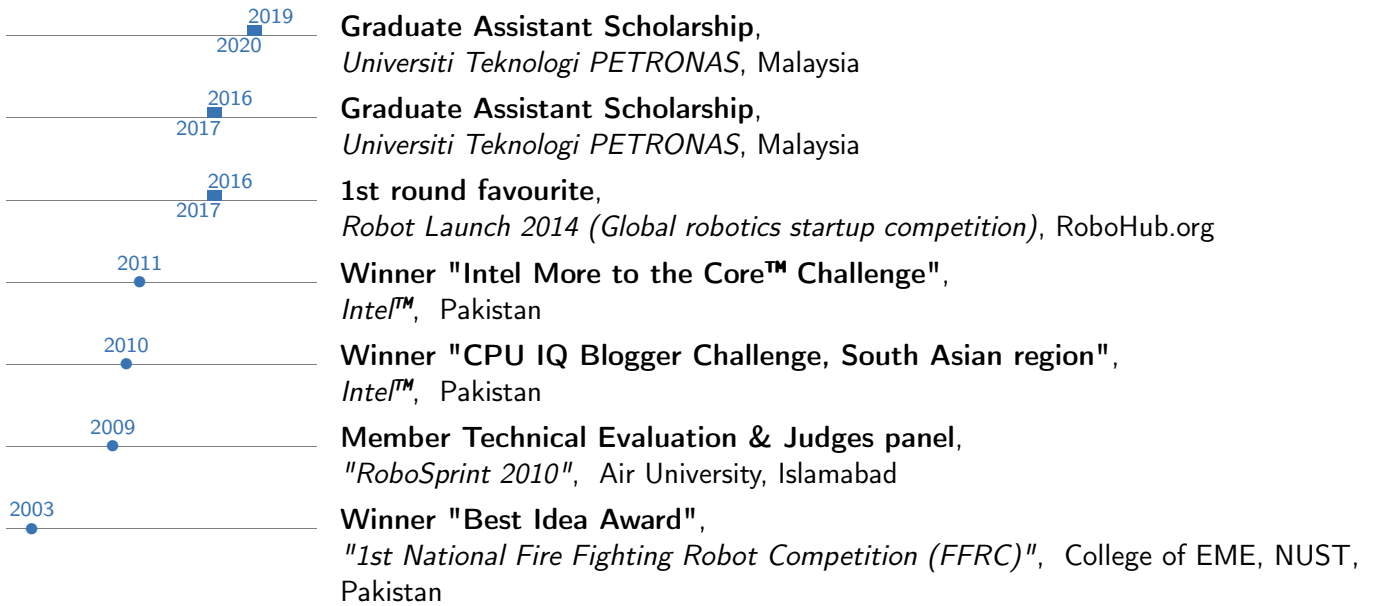 2019
2020
Graduate Assistant Scholarship,
Universiti Teknologi PETRONAS, Malaysia
2016
2017
Graduate Assistant Scholarship,
Universiti Teknologi PETRONAS, Malaysia
2016
2017
1st round favourite,
Robot Launch 2014 (Global robotics startup competition), RoboHub.org
2011
Winner "Intel More to the Core™ Challenge",
Intel™, Pakistan
2010
Winner "CPU IQ Blogger Challenge, South Asian region",
Intel™, Pakistan
2009
Member Technical Evaluation & Judges panel,
"RoboSprint 2010", Air University, Islamabad
2003
Winner "Best Idea Award",
"1st National Fire Fighting Robot Competition (FFRC)", College of EME, NUST,
Pakistan